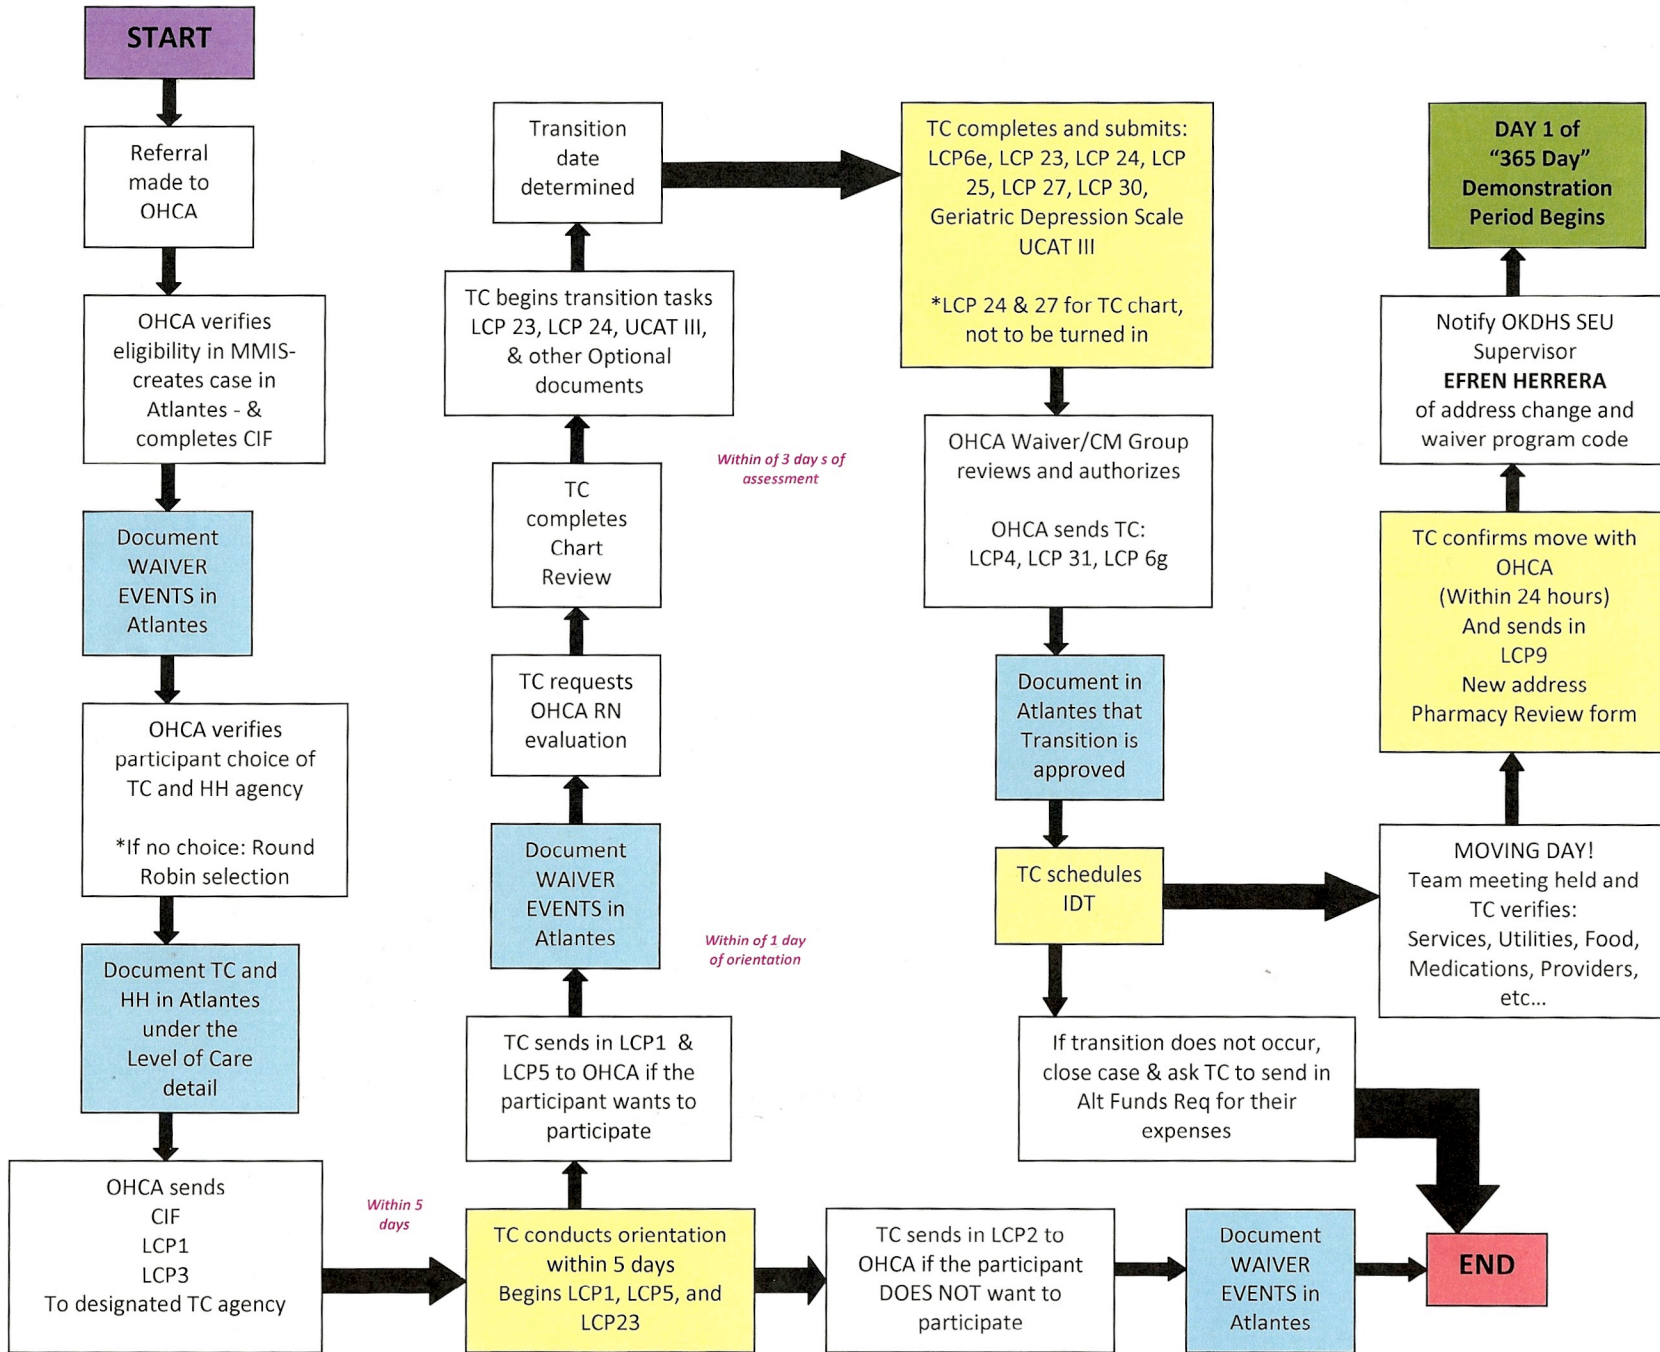 START
Referral
made to
OHCA
OHCA verifies
eligibility in MMIS-
creates case in
Atlantes - &
completes CIF
Document
WAIVER
EVENTS in
Atlantes
OHCA verifies
participant choice of
TC and HH agency
*If no choice: Round
Robin selection
Document TC and
HH in Atlantes
under the
Level of Care
detail
OHCA sends
CIF
LCP1
LCP3
To designated TC agency
Within 5
days
TC conducts orientation
within 5 days
Begins LCP1, LCP5, and
LCP23
TC sends in LCP1 &
LCP5 to OHCA if the
participant wants to
participate
Within of 1 day
of orientation
Document
WAIVER
EVENTS in
Atlantes
TC requests
OHCA RN
evaluation
TC
completes
Chart
Review
Within of 3 day s of
assessment
TC begins transition tasks
LCP 23, LCP 24, UCAT III,
& other Optional
documents
Transition
date
determined
TC completes and submits:
LCP6e, LCP 23, LCP 24, LCP
25, LCP 27, LCP 30,
Geriatric Depression Scale
UCAT III
*LCP 24 & 27 for TC chart,
not to be turned in
OHCA Waiver/CM Group
reviews and authorizes
OHCA sends TC:
LCP4, LCP 31, LCP 6g
Document in
Atlantes that
Transition is
approved
TC schedules
IDT
If transition does not occur,
close case & ask TC to send in
Alt Funds Req for their
expenses
TC sends in LCP2 to
OHCA if the participant
DOES NOT want to
participate
Document
WAIVER
EVENTS in
Atlantes
END
MOVING DAY!
Team meeting held and
TC verifies:
Services, Utilities, Food,
Medications, Providers,
etc...
TC confirms move with
OHCA
(Within 24 hours)
And sends in
LCP9
New address
Pharmacy Review form
Notify OKDHS SEU
Supervisor
EFREN HERRERA
of address change and
waiver program code
DAY 1 of
"365 Day"
Demonstration
Period Begins